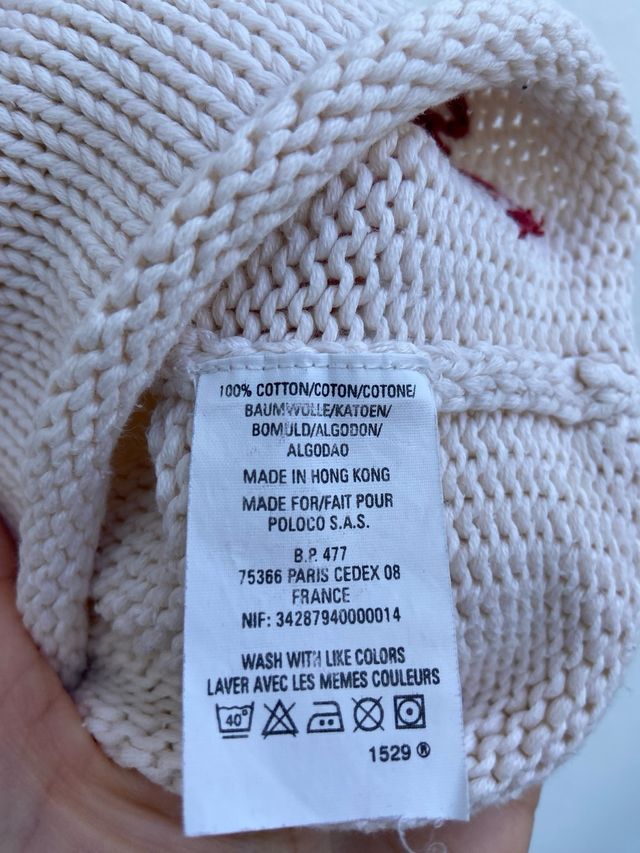 100% COTTON/COTON/COTONE/
BAUMWOLLE/KATOEN/
BOMULD/ALGODON/
ALGODAO
MADE IN HONG KONG
MADE FOR/FAIT POUR
POLOCO S.A.S.
B.P. 477
75366 PARIS CEDEX 08
FRANCE
NIF: 34287940000014
WASH WITH LIKE COLORS
LAVER AVEC LES MEMES COULEURS
40°
1529 ®